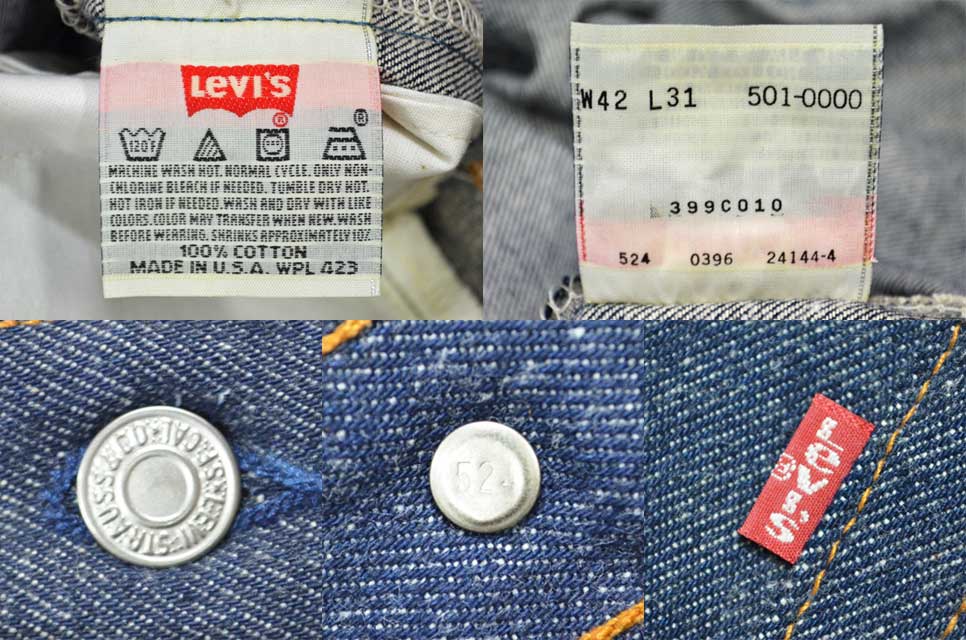 Levi's
®
®
120F
MACHINE WASH HOT. NORMAL CYCLE. ONLY NON-
CHLORINE BLEACH IF NEEDED. TUMBLE DRY HOT.
HOT IRON IF NEEDED. WASH AND DRY WITH LIKE
COLORS. COLOR MAY TRANSFER WHEN NEW. WASH
BEFORE WEARING. SHRINKS APPROXIMATELY 10%
100% COTTON
MADE IN U.S.A. WPL 423
W42 L31 501-0000
399C010
524 0396 24144-4
LEVI STRAUSS
S.F.CAL
524
LEVI'S
®